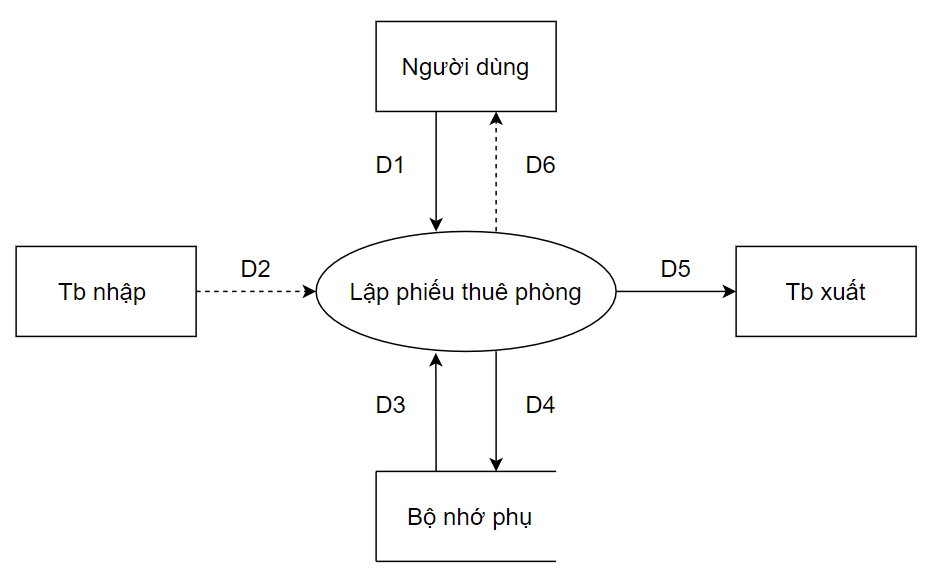 Người dùng
D1
D6
Tb nhập
D2
Lập phiếu thuê phòng
D5
Tb xuất
D3
D4
Bộ nhớ phụ